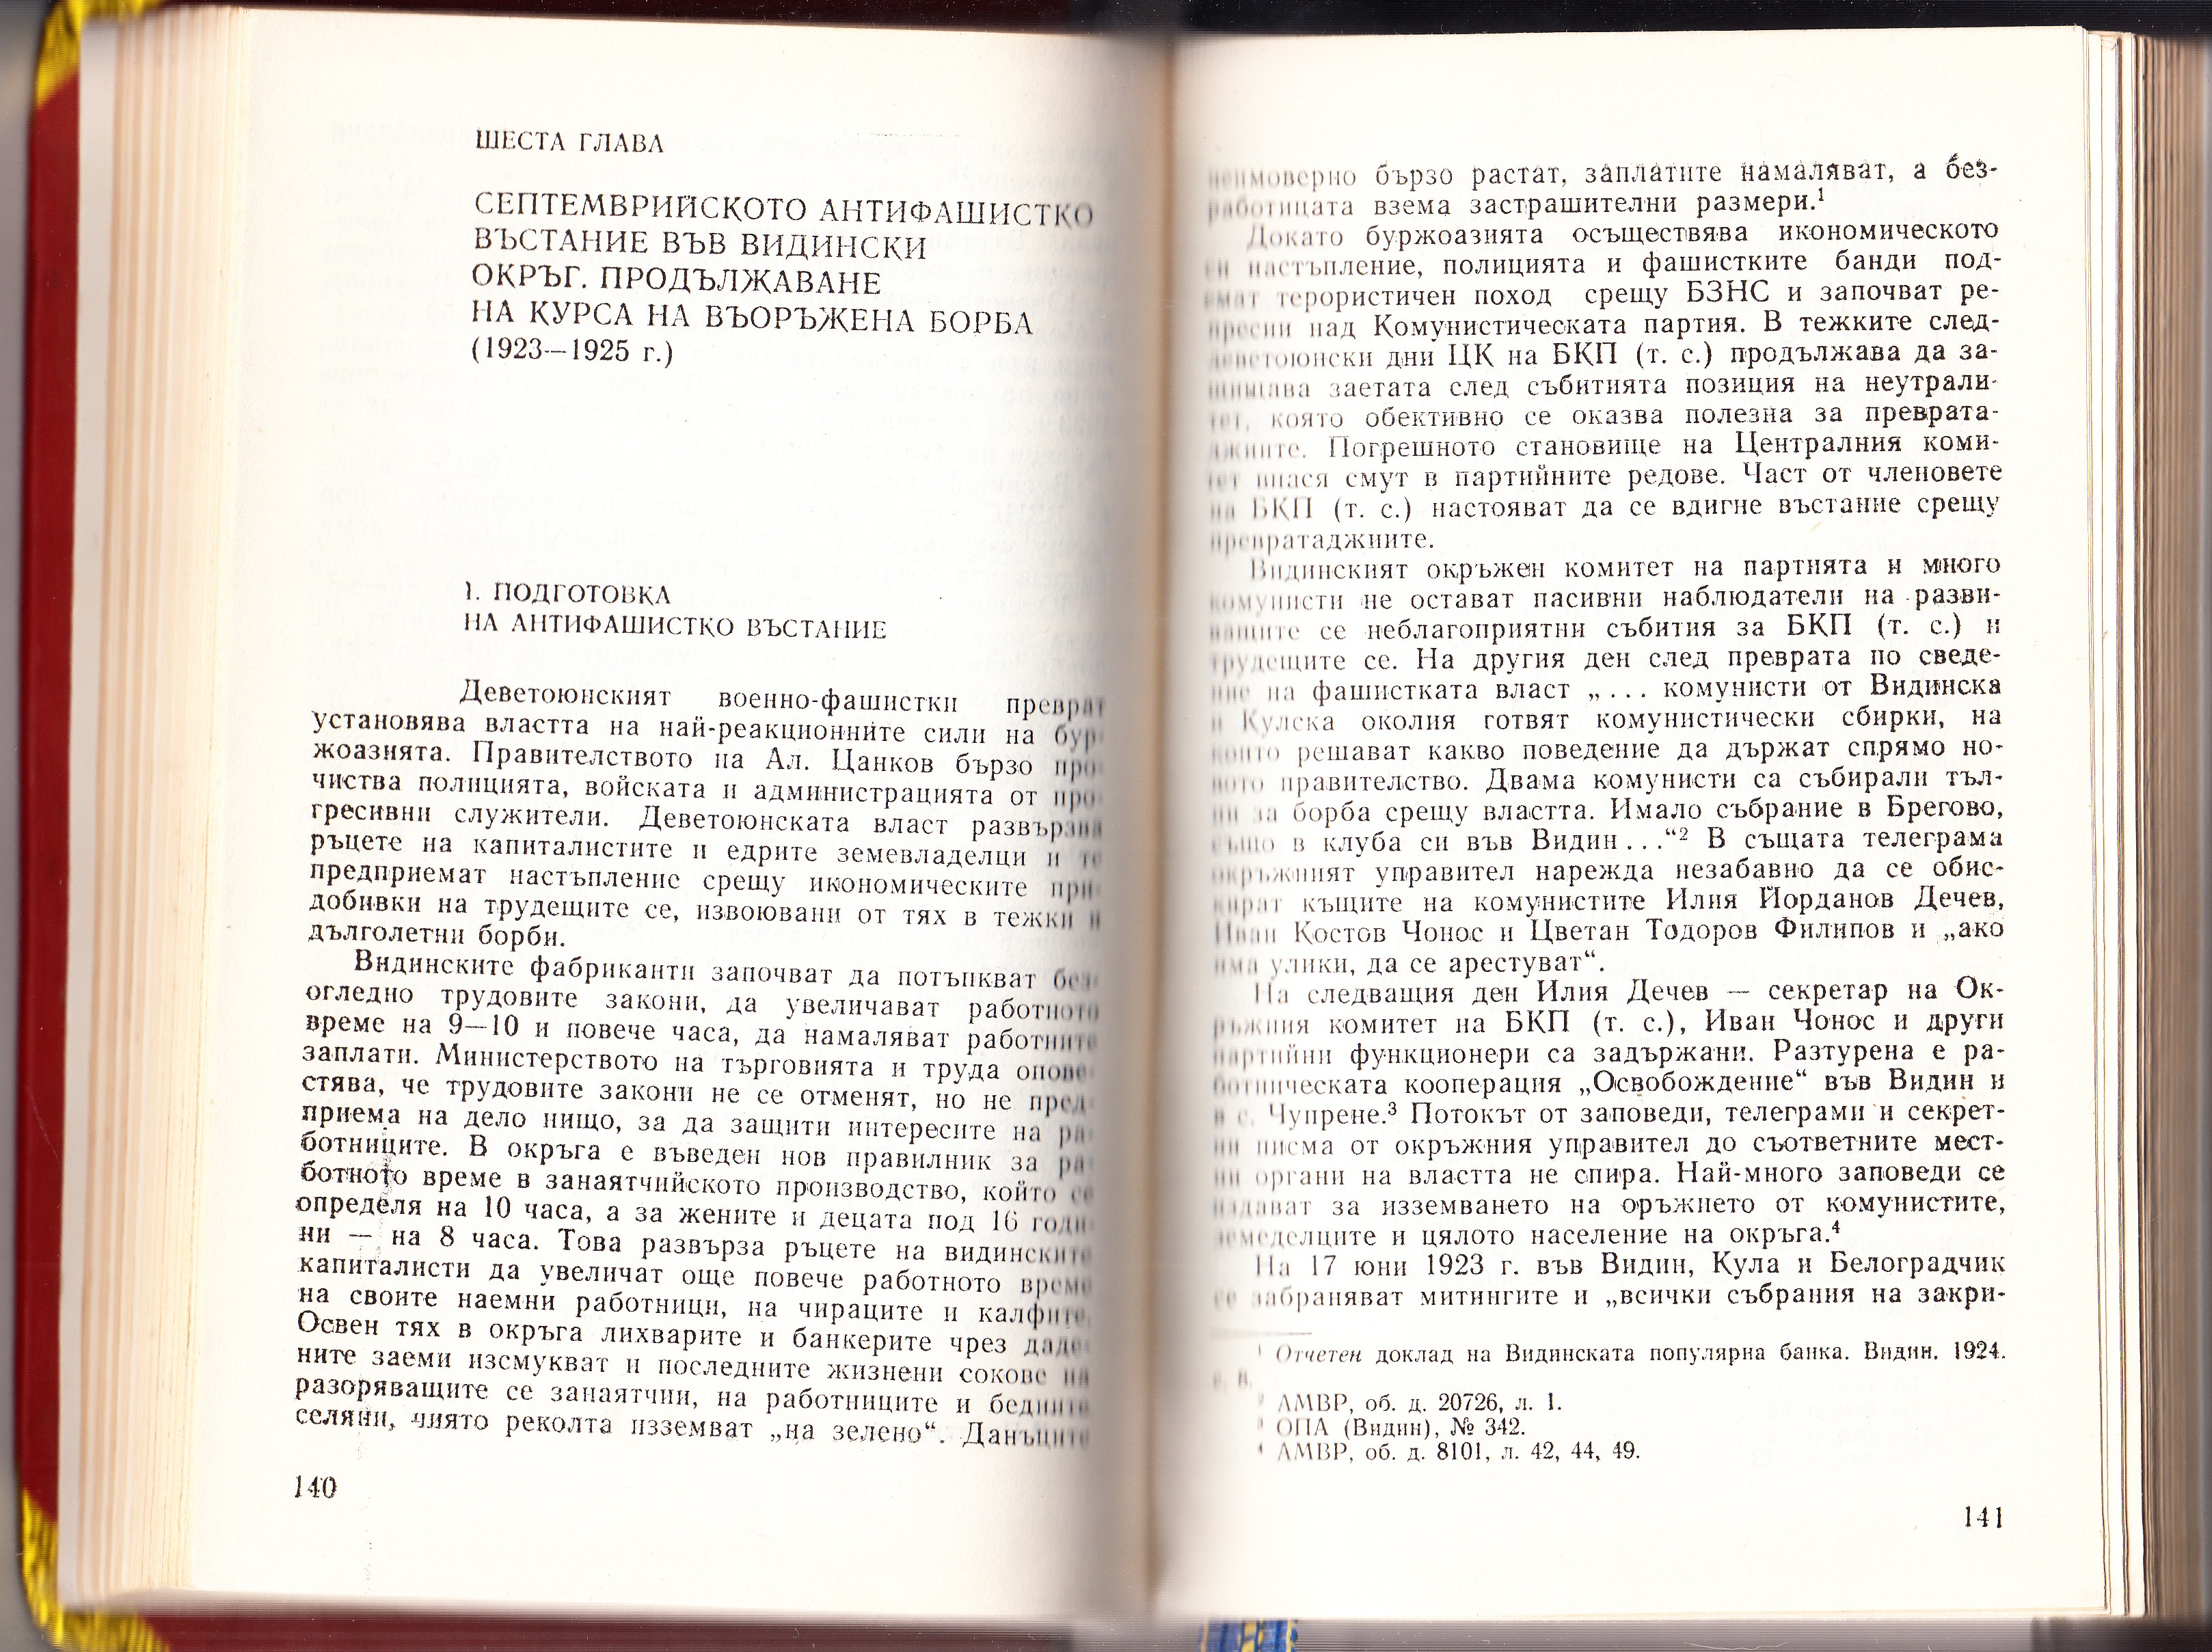 ШЕСТА ГЛАВА
СЕПТЕМВРИЙСКОТО АНТИФАШИСТКО
ВЪСТАНИЕ ВЪВ ВИДИНСКИ
ОКРЪГ. ПРОДЪЛЖАВАНЕ
НА КУРСА НА ВЪОРЪЖЕНА БОРБА
(1923—1925 г.)
1. ПОДГОТОВКА
НА АНТИФАШИСТКО ВЪСТАНИЕ
Деветоюнският военно-фашистки преврат
установява властта на най-реакционните сили на бур-
жоазията. Правителството на Ал. Цанков бързо про-
чиства полицията, войската и администрацията от про-
гресивни служители. Деветоюнската власт развързва
ръцете на капиталистите и едрите земевладелци и те
предприемат настъпление срещу икономическите при-
добивки на трудещите се, извоювани от тях в тежки и
дълголетни борби.
Видинските фабриканти започват да потъпкват без-
огледно трудовите закони, да увеличават работното
време на 9—10 и повече часа, да намаляват работните
заплати. Министерството на търговията и труда опове-
стява, че трудовите закони не се отменят, но не пред-
приема на дело нищо, за да защити интересите на ра-
ботниците. В окръга е въведен нов правилник за ра-
ботното време в занаятчийското производство, който се
определя на 10 часа, а за жените и децата под 16 годи-
ни — на 8 часа. Това развърза ръцете на видинските
капиталисти да увеличат още повече работното време
на своите наемни работници, на чираците и калфите.
Освен тях в окръга лихварите и банкерите чрез даде-
ните заеми изсмукват и последните жизнени сокове на
разоряващите се занаятчии, на работниците и бедните
селяни, чиято реколта изземват „на зелено“. Данъците
140
неимоверно бързо растат, заплатите намаляват, а без-
работицата взема застрашителни размери.¹
Докато буржоазията осъществява икономическото
си настъпление, полицията и фашистките банди под-
емат терористичен поход срещу БЗНС и започват ре-
пресии над Комунистическата партия. В тежките след-
деветоюнски дни ЦК на БКП (т. с.) продължава да за-
щищава заетата след събитията позиция на неутрали-
тет, която обективно се оказва полезна за преврата-
джиите. Погрешното становище на Централния коми-
тет внася смут в партийните редове. Част от членовете
на БКП (т. с.) настояват да се вдигне въстание срещу
превратаджиите.
Видинският окръжен комитет на партията и много
комунисти не остават пасивни наблюдатели на разви-
ващите се неблагоприятни събития за БКП (т. с.) и
трудещите се. На другия ден след преврата по сведе-
ние на фашистката власт „... комунисти от Видинска
и Кулска околия готвят комунистически сбирки, на
които решават какво поведение да държат спрямо но-
вото правителство. Двама комунисти са събирали тъл-
пи за борба срещу властта. Имало събрание в Брегово,
също в клуба си във Видин...“² В същата телеграма
окръжният управител нарежда незабавно да се обис-
кират къщите на комунистите Илия Йорданов Дечев,
Иван Костов Чонос и Цветан Тодоров Филипов и „ако
има улики, да се арестуват“.
На следващия ден Илия Дечев — секретар на Ок-
ръжния комитет на БКП (т. с.), Иван Чонос и други
партийни функционери са задържани. Разтурена е ра-
ботническата кооперация „Освобождение“ във Видин и
в с. Чупрене.³ Потокът от заповеди, телеграми и секрет-
ни писма от окръжния управител до съответните мест-
ни органи на властта не спира. Най-много заповеди се
издават за изземването на оръжието от комунистите,
земеделците и цялото население на окръга.⁴
На 17 юни 1923 г. във Видин, Кула и Белоградчик
се забраняват митингите и „всички събрания на закри-
¹ Отчетен доклад на Видинската популярна банка. Видин. 1924.
² АМВР, об. д. 20726, л. 1.
³ ОПА (Видин), № 342.
⁴ АМВР, об. д. 8101, л. 42, 44, 49.
141